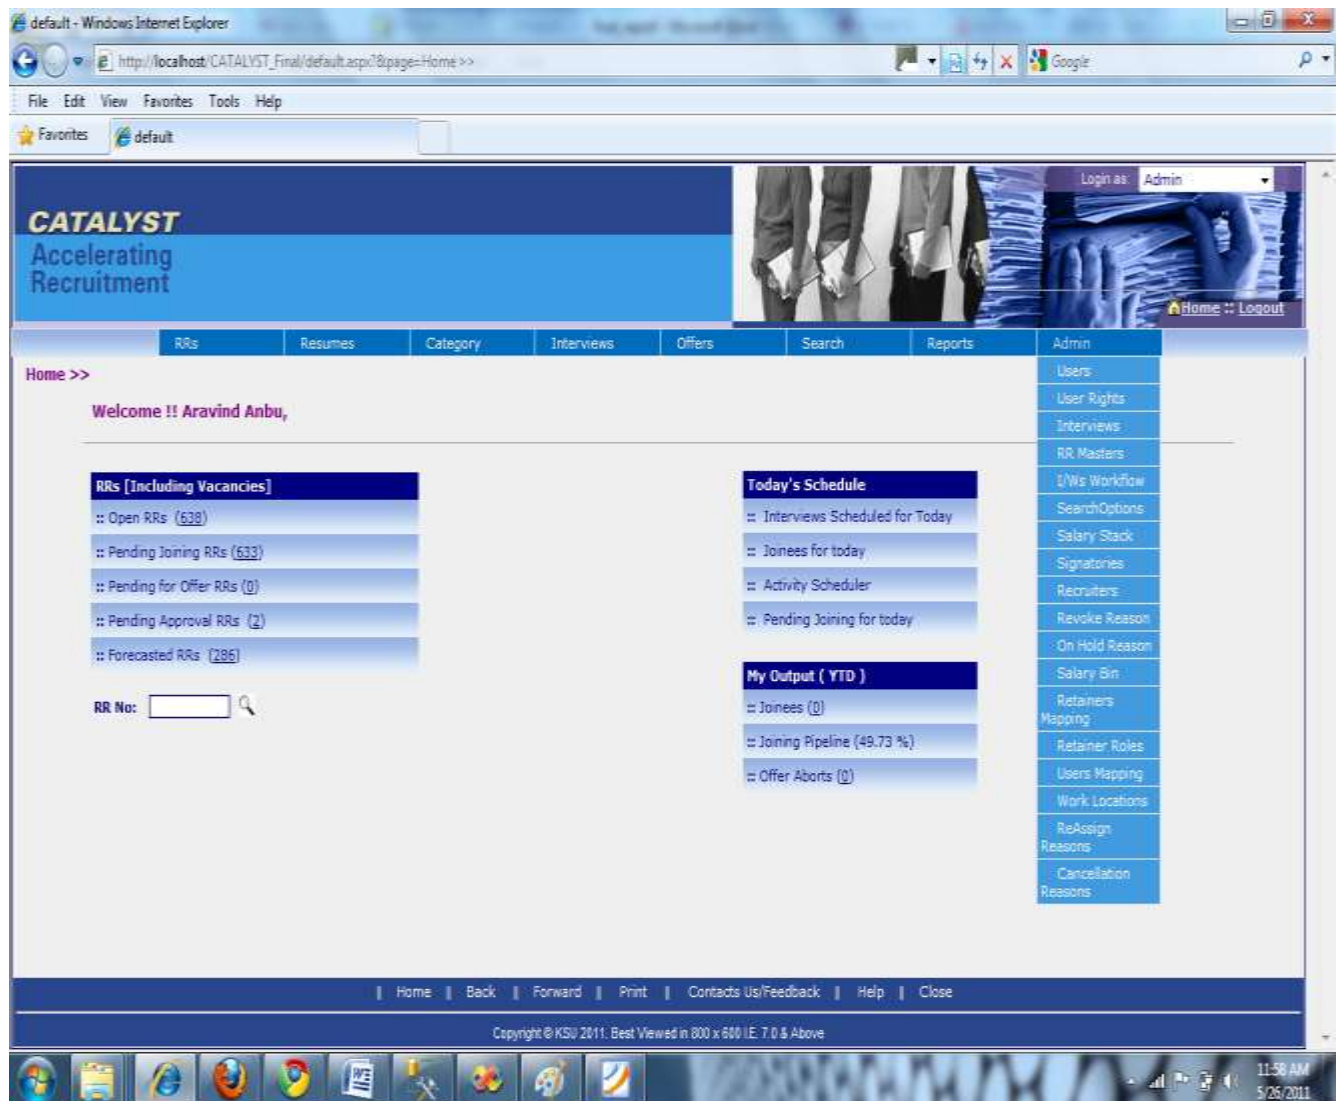 default - Windows Internet Explorer
http://localhost/CATALYST_Final/default.aspx?&page=Home >>
Google
File Edit View Favorites Tools Help
Favorites default
Login as: Admin
CATALYST
Accelerating
Recruitment
Home :: Logout
RRs Resumes Category Interviews Offers Search Reports Admin
Home >>
Welcome !! Aravind Anbu,
RRs [Including Vacancies]
:: Open RRs (638)
:: Pending Joining RRs (633)
:: Pending for Offer RRs (0)
:: Pending Approval RRs (2)
:: Forecasted RRs (286)
RR No:
Today's Schedule
:: Interviews Scheduled for Today
:: Joinees for today
:: Activity Scheduler
:: Pending Joining for today
My Output ( YTD )
:: Joinees (0)
:: Joining Pipeline (49.73 %)
:: Offer Aborts (0)
Users
User Rights
Interviews
RR Masters
I/Ws Workflow
SearchOptions
Salary Stack
Signatories
Recruiters
Revoke Reason
On Hold Reason
Salary Bin
Retainers
Mapping
Retainer Roles
Users Mapping
Work Locations
ReAssign
Reasons
Cancellation
Reasons
| Home | Back | Forward | Print | Contacts Us/Feedback | Help | Close
Copyright © KSU 2011. Best Viewed in 800 x 600 I.E. 7.0 & Above
11:58 AM
5/26/2011